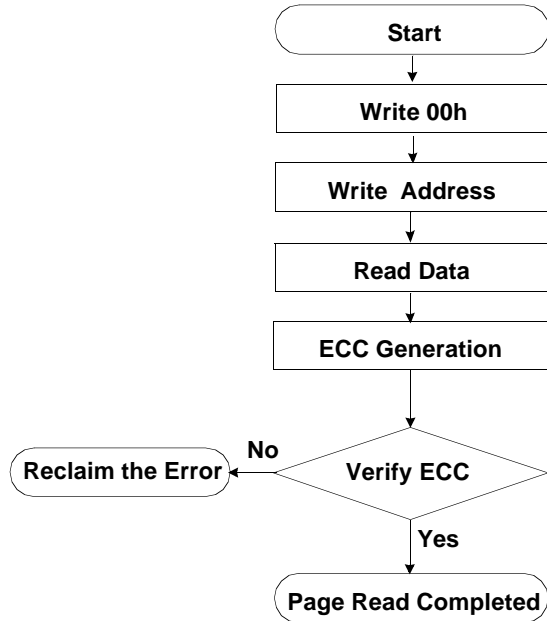 Start
Write 00h
Write Address
Read Data
ECC Generation
No
Reclaim the Error
Verify ECC
Yes
Page Read Completed